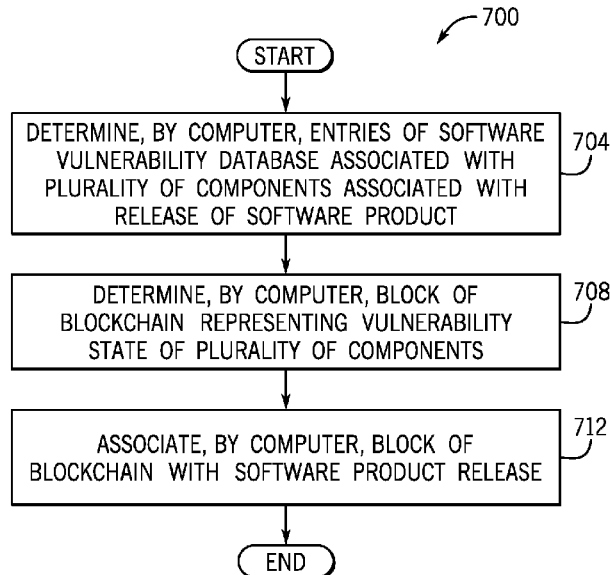 700
START
DETERMINE, BY COMPUTER, ENTRIES OF SOFTWARE
VULNERABILITY DATABASE ASSOCIATED WITH
PLURALITY OF COMPONENTS ASSOCIATED WITH
RELEASE OF SOFTWARE PRODUCT
704
DETERMINE, BY COMPUTER, BLOCK OF
BLOCKCHAIN REPRESENTING VULNERABILITY
STATE OF PLURALITY OF COMPONENTS
708
ASSOCIATE, BY COMPUTER, BLOCK OF
BLOCKCHAIN WITH SOFTWARE PRODUCT RELEASE
712
END